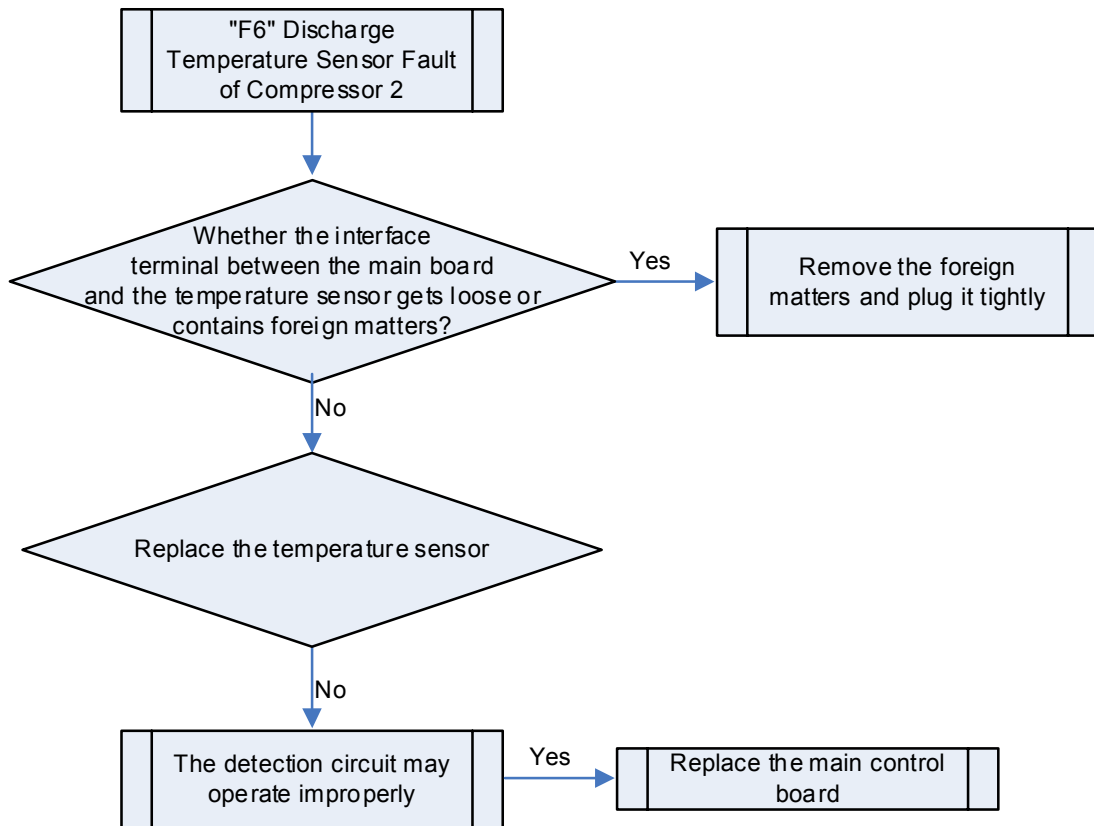 "F6" Discharge
Temperature Sensor Fault
of Compressor 2
Whether the interface
terminal between the main board
and the temperature sensor gets loose or
contains foreign matters?
Yes
Remove the foreign
matters and plug it tightly
No
Replace the temperature sensor
No
The detection circuit may
operate improperly
Yes
Replace the main control
board